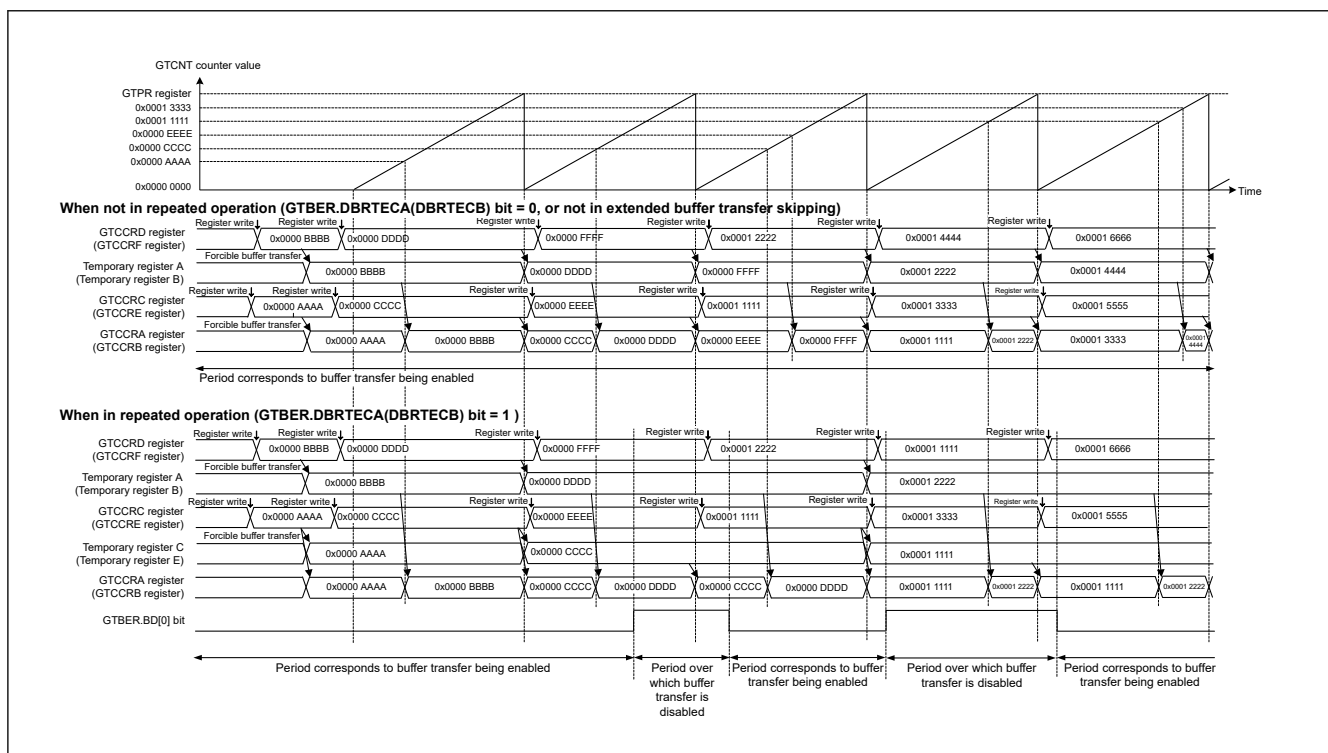 GTCNT counter value
GTPR register
0x0001 3333
0x0001 1111
0x0000 EEEE
0x0000 CCCC
0x0000 AAAA
0x0000 0000
Time
When not in repeated operation (GTBER.DBRTECA(DBRTECB) bit = 0, or not in extended buffer transfer skipping)
Register write Register write Register write Register write Register write Register write
GTCCRD register
(GTCCRF register)
0x0000 BBBB 0x0000 DDDD 0x0000 FFFF 0x0001 2222 0x0001 4444 0x0001 6666
Forcible buffer transfer
Temporary register A
(Temporary register B)
0x0000 BBBB 0x0000 DDDD 0x0000 FFFF 0x0001 2222 0x0001 4444
Register write Register write Register write Register write Register write Register write
GTCCRC register
(GTCCRE register)
0x0000 AAAA 0x0000 CCCC 0x0000 EEEE 0x0001 1111 0x0001 3333 0x0001 5555
Forcible buffer transfer
GTCCRA register
(GTCCRB register)
0x0000 AAAA 0x0000 BBBB 0x0000 CCCC 0x0000 DDDD 0x0000 EEEE 0x0000 FFFF 0x0001 1111 0x0001 2222 0x0001 3333 0x0001
4444
Period corresponds to buffer transfer being enabled
When in repeated operation (GTBER.DBRTECA(DBRTECB) bit = 1 )
Register write Register write Register write Register write Register write Register write
GTCCRD register
(GTCCRF register)
0x0000 BBBB 0x0000 DDDD 0x0000 FFFF 0x0001 2222 0x0001 1111 0x0001 6666
Forcible buffer transfer
Temporary register A
(Temporary register B)
0x0000 BBBB 0x0000 DDDD 0x0001 2222
Register write Register write Register write Register write Register write Register write
GTCCRC register
(GTCCRE register)
0x0000 AAAA 0x0000 CCCC 0x0000 EEEE 0x0001 1111 0x0001 3333 0x0001 5555
Forcible buffer transfer
Temporary register C
(Temporary register E)
0x0000 AAAA 0x0000 CCCC 0x0001 1111
GTCCRA register
(GTCCRB register)
0x0000 AAAA 0x0000 BBBB 0x0000 CCCC 0x0000 DDDD 0x0000 CCCC 0x0000 DDDD 0x0001 1111 0x0001 2222 0x0001 1111 0x0001 2222
GTBER.BD[0] bit
Period corresponds to buffer transfer being enabled
Period over
which buffer
transfer is
disabled
Period corresponds to buffer
transfer being enabled
Period over which buffer
transfer is disabled
Period corresponds to buffer
transfer being enabled